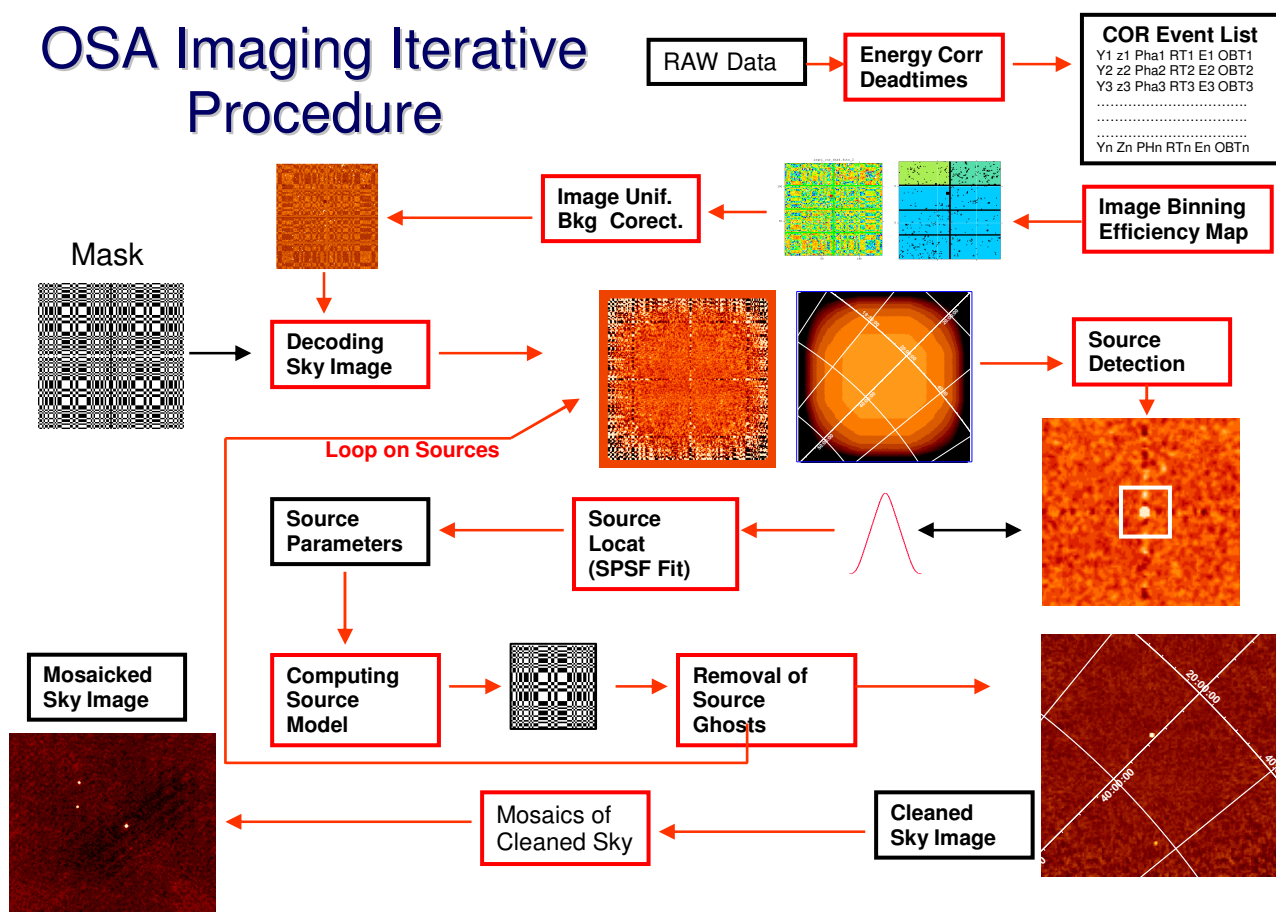 OSA Imaging Iterative
Procedure
RAW Data
Energy Corr
Deadtimes
COR Event List
Y1 z1 Pha1 RT1 E1 OBT1
Y2 z2 Pha2 RT2 E2 OBT2
Y3 z3 Pha3 RT3 E3 OBT3
......................................
......................................
......................................
Yn Zn PHn RTn En OBTn
Image Unif.
Bkg Corect.
Image Binning
Efficiency Map
Mask
Decoding
Sky Image
Source
Detection
Loop on Sources
Source
Parameters
Source
Locat
(SPSF Fit)
Mosaicked
Sky Image
Computing
Source
Model
Removal of
Source
Ghosts
20:00:00
40:00:00
Mosaics of
Cleaned Sky
Cleaned
Sky Image